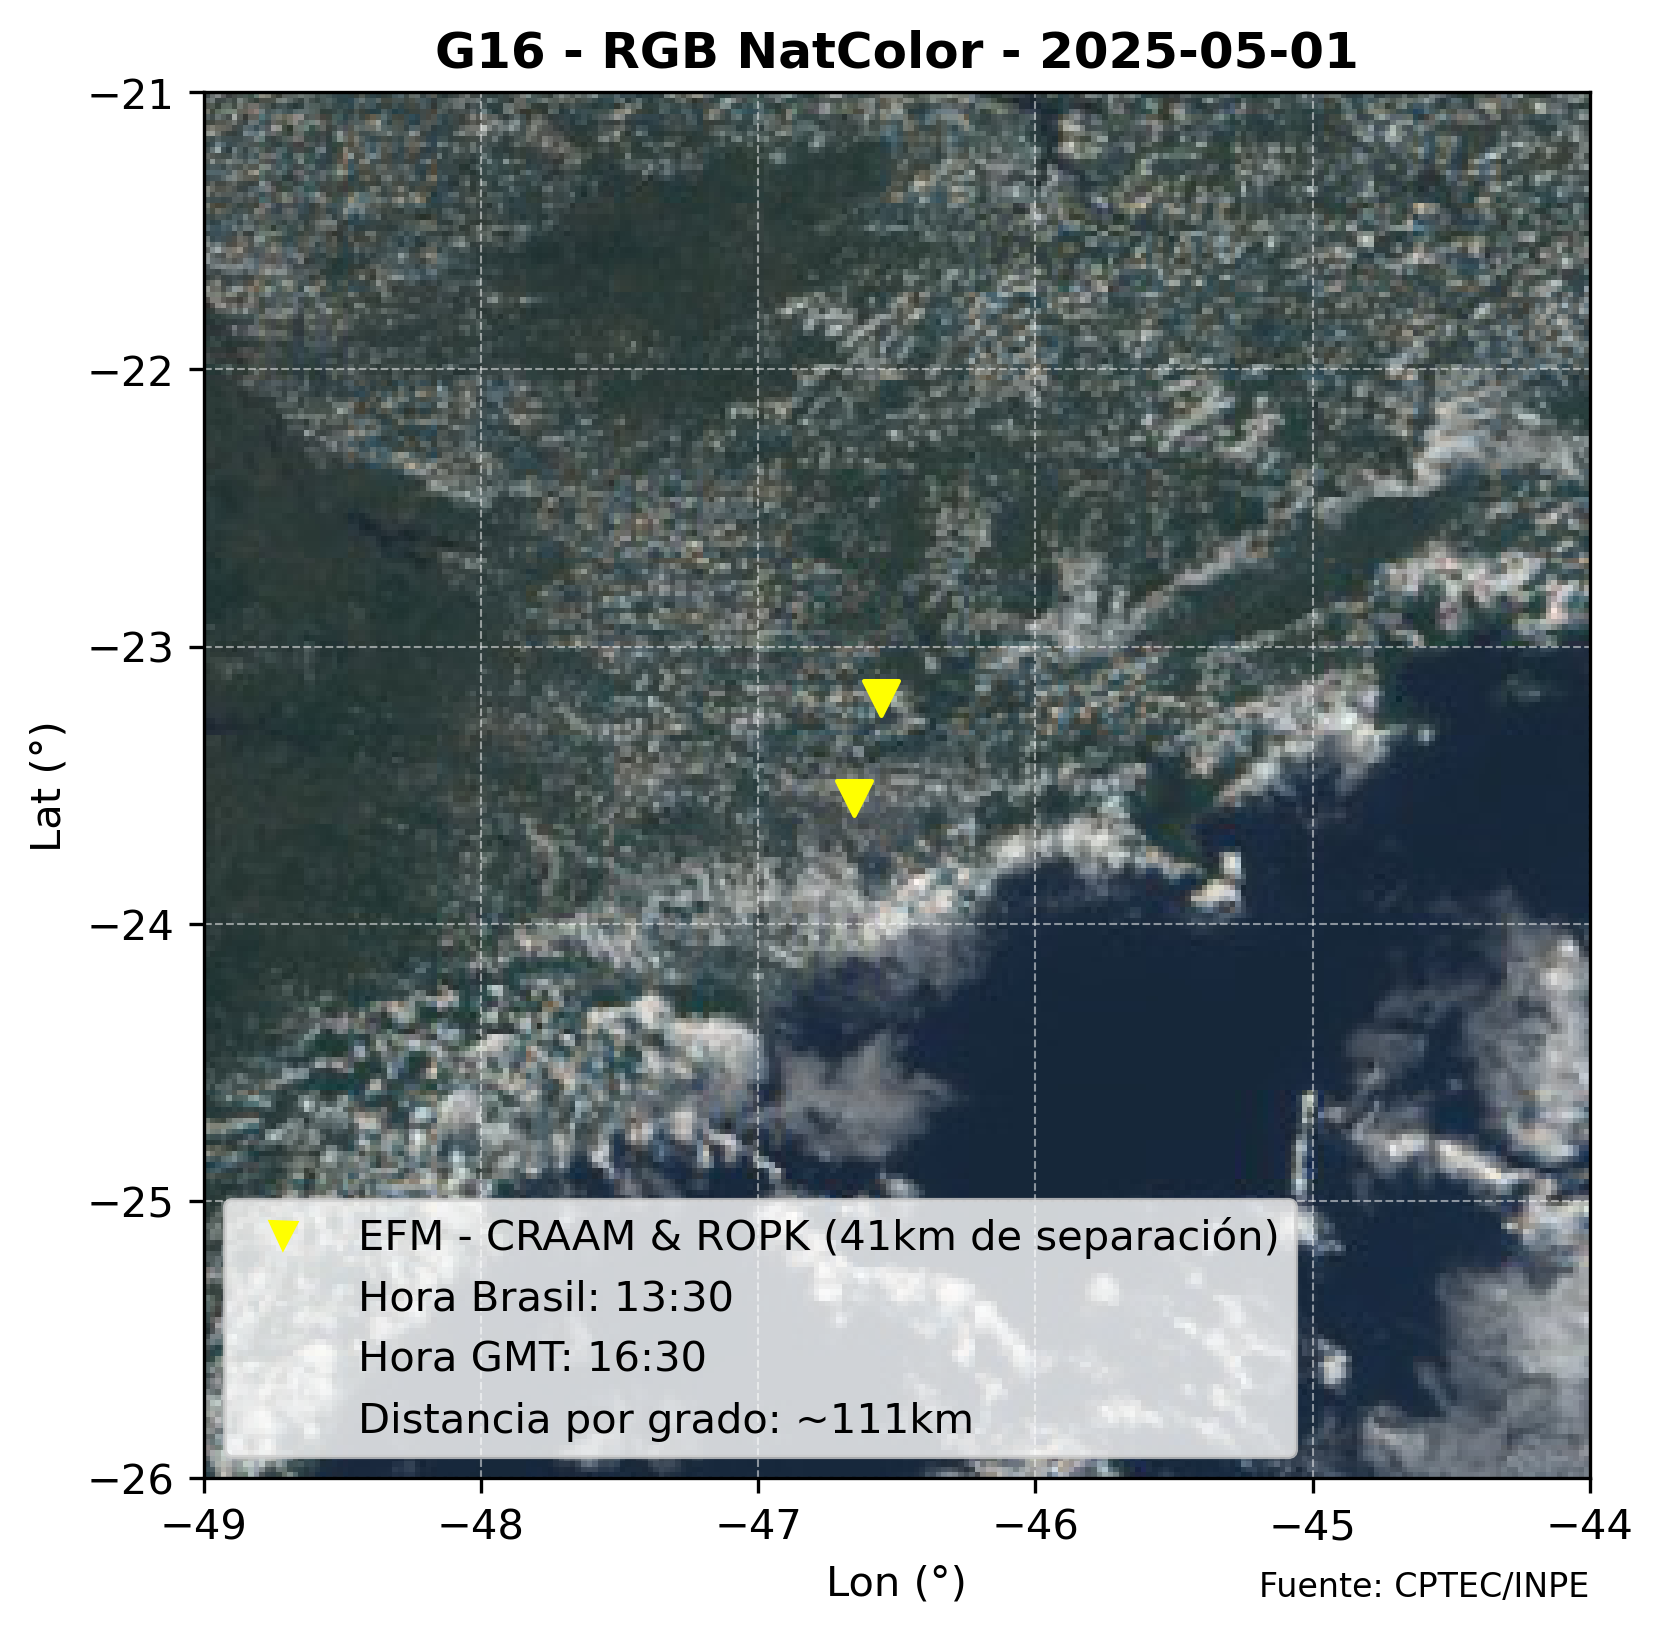 G16 - RGB NatColor - 2025-05-01
−21
−22
−23
−24
−25
−26
Lat (°)
EFM - CRAAM & ROPK (41km de separación)
Hora Brasil: 13:30
Hora GMT: 16:30
Distancia por grado: ~111km
−49 −48 −47 −46 −45 −44
Lon (°)
Fuente: CPTEC/INPE